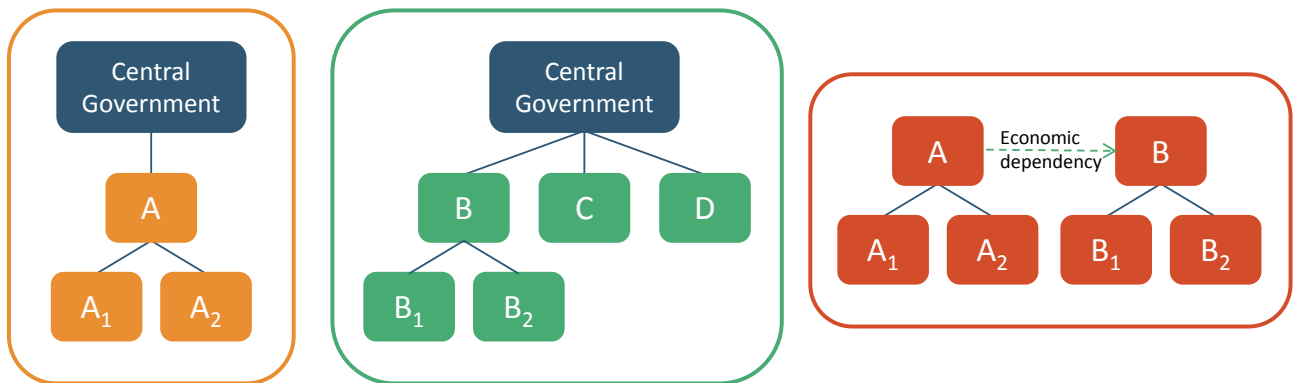 Central
Government
A
A₁
A₂
Central
Government
B
C
D
B₁
B₂
A
Economic
dependency
B
A₁
A₂
B₁
B₂